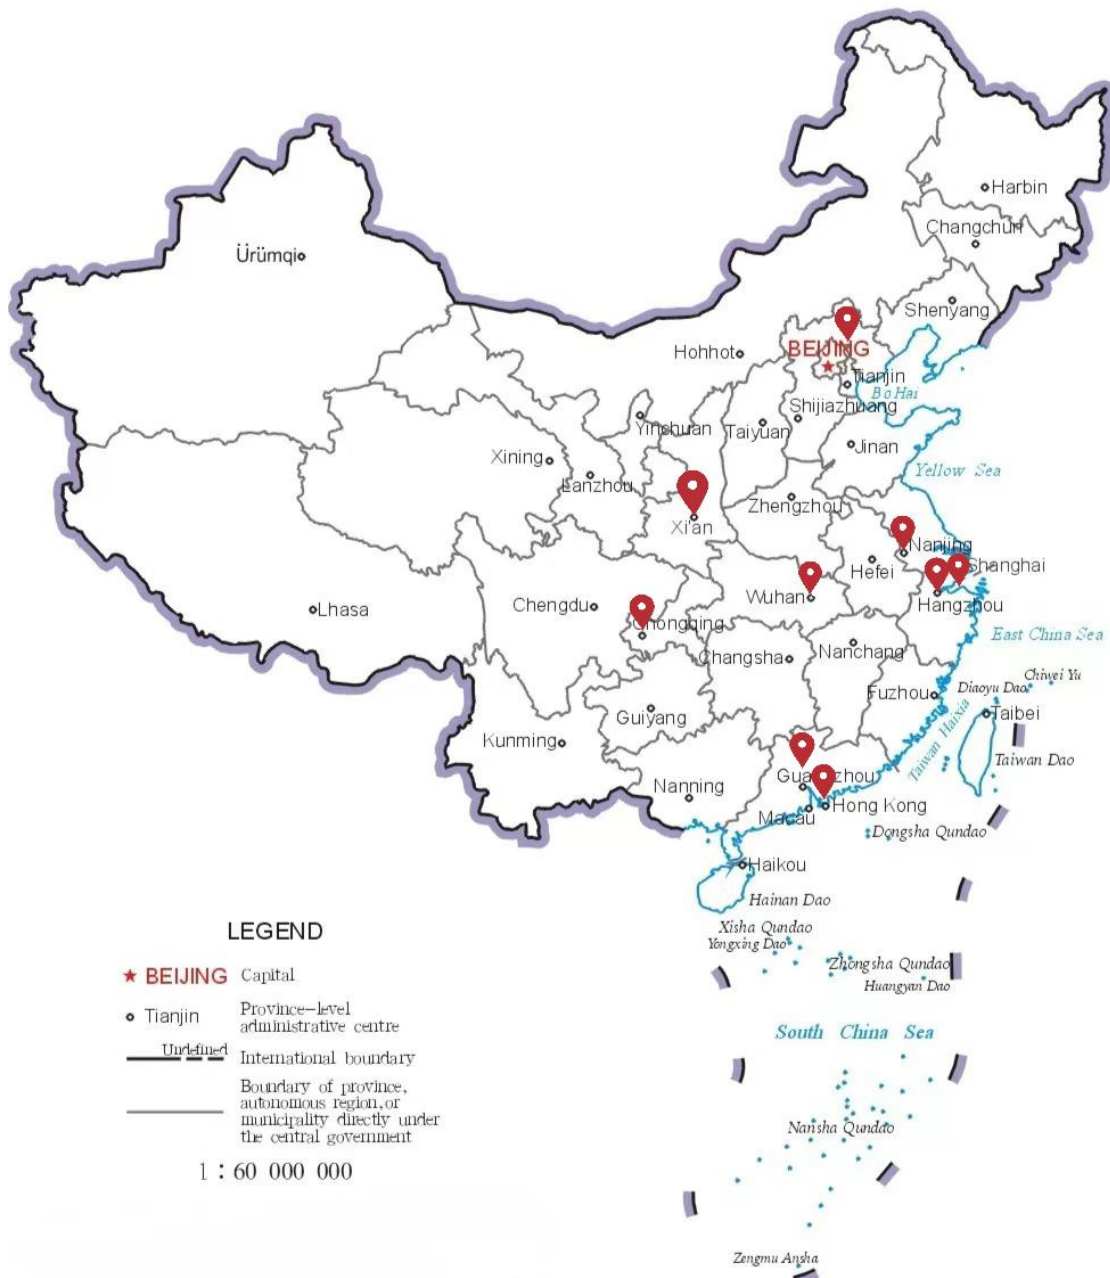 Harbin
Changchun
Ürümqi
Shenyang
Hohhot
BEIJING
Tianjin
Bo Hai
Shijiazhuang
Yinchuan
Taiyuan
Jinan
Xining
Yellow Sea
Lanzhou
Zhengzhou
Xi'an
Nanjing
Hefei
Shanghai
Wuhan
Hangzhou
Chengdu
Lhasa
Chongqing
East China Sea
Changsha
Nanchang
Chiwei Yu
Diaoyu Dao
Fuzhou
Taibei
Guiyang
Taiwan Haixia
Kunming
Taiwan Dao
Guangzhou
Nanning
Hong Kong
Macau
Dongsha Qundao
Haikou
Hainan Dao
Xisha Qundao
Yongxing Dao
Zhongsha Qundao
Huangyan Dao
South China Sea
Nansha Qundao
Zengmu Ansha
LEGEND
BEIJING Capital
Tianjin Province-level
administrative centre
Undefined International boundary
Boundary of province,
autonomous region, or
municipality directly under
the central government
1 : 60 000 000